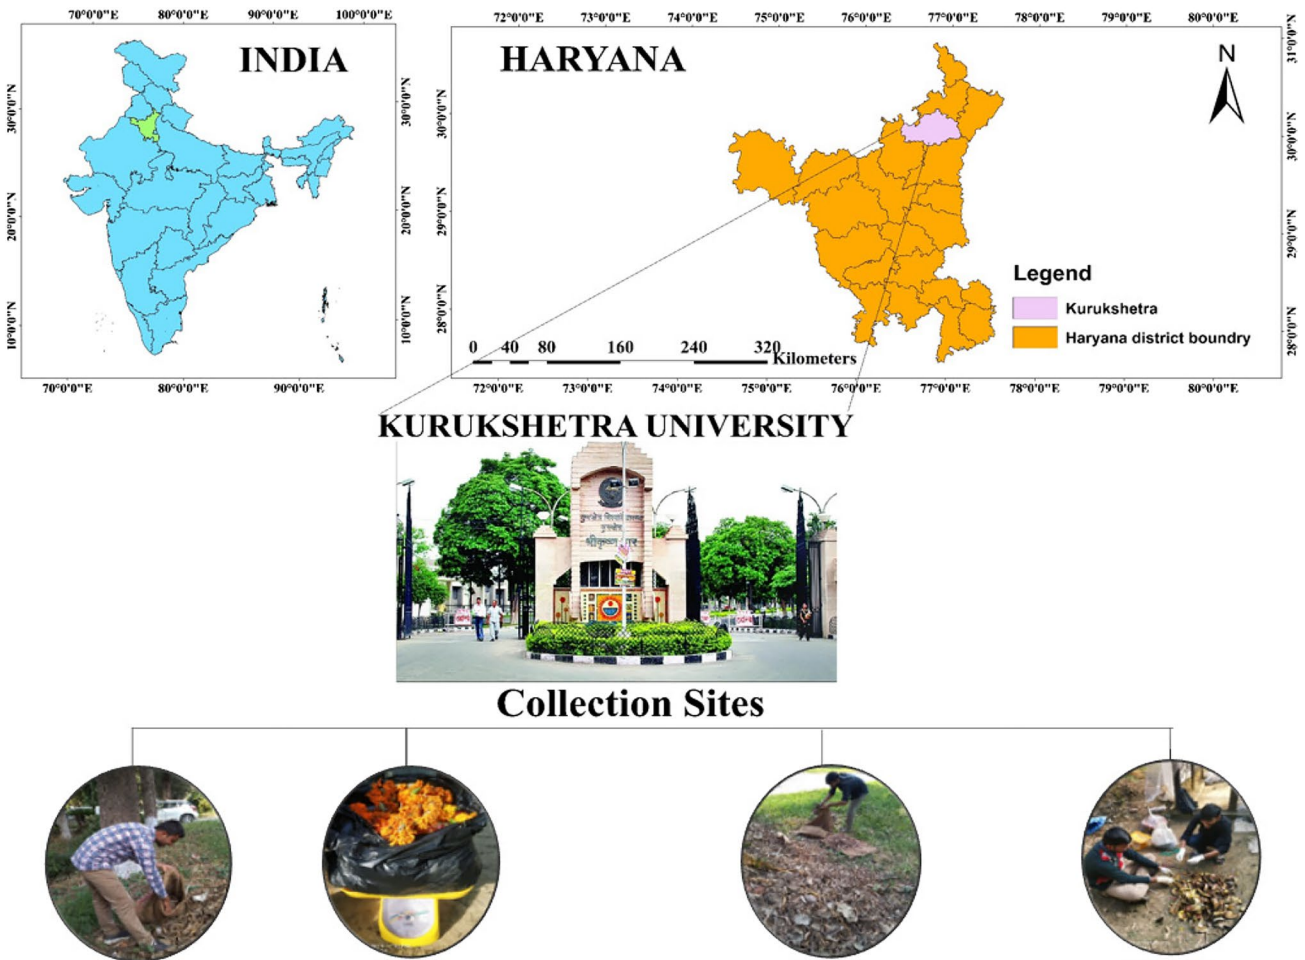 70°0'0"E 80°0'0"E 90°0'0"E 100°0'0"E
INDIA
30°0'0"N
20°0'0"N
10°0'0"N
30°0'0"N
20°0'0"N
10°0'0"N
70°0'0"E 80°0'0"E 90°0'0"E
72°0'0"E 73°0'0"E 74°0'0"E 75°0'0"E 76°0'0"E 77°0'0"E 78°0'0"E 79°0'0"E 80°0'0"E
HARYANA
N
30°0'0"N
29°0'0"N
28°0'0"N
31°0'0"N
30°0'0"N
29°0'0"N
28°0'0"N
Legend
Kurukshetra
Haryana district boundry
0 40 80 160 240 320
Kilometers
72°0'0"E 73°0'0"E 74°0'0"E 75°0'0"E 76°0'0"E 77°0'0"E 78°0'0"E 79°0'0"E 80°0'0"E
KURUKSHETRA UNIVERSITY
Collection Sites